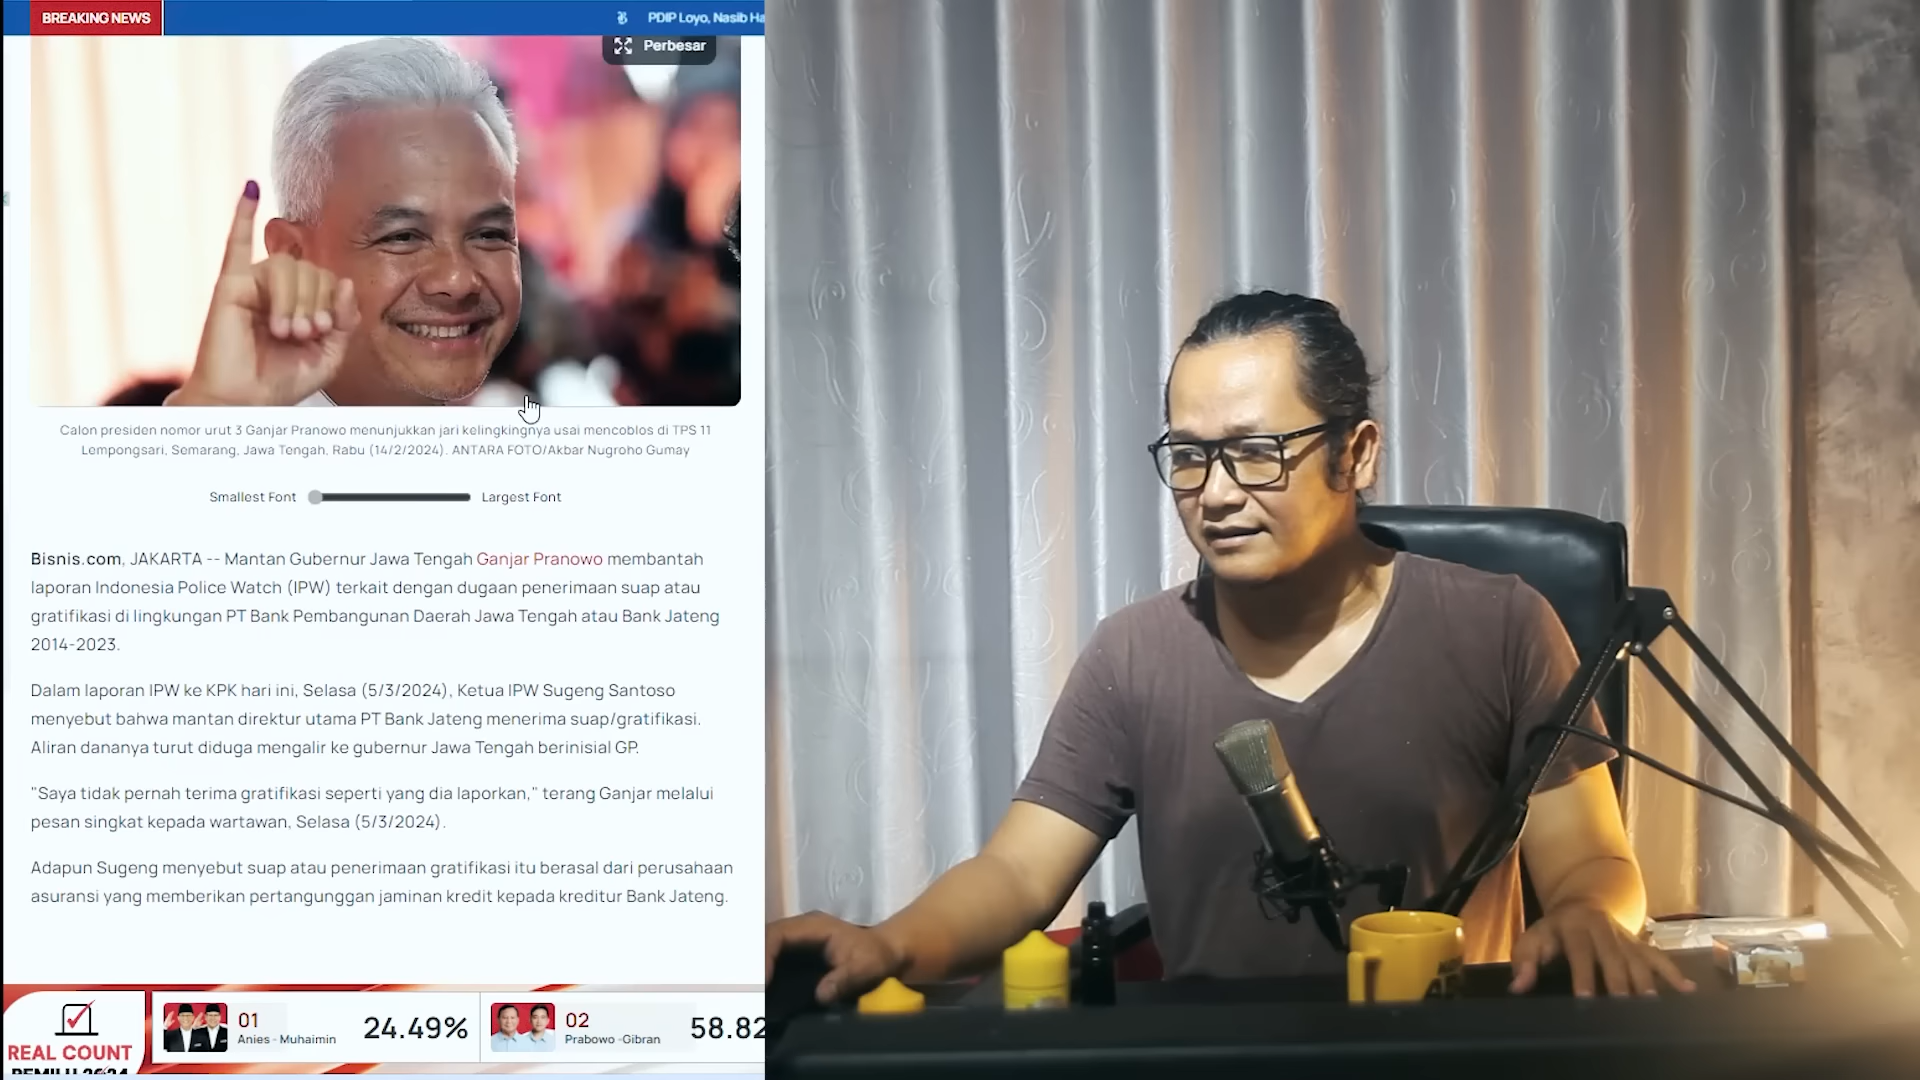 BREAKING NEWS
PDIP Loyo, Nasib Ha
Perbesar
Calon presiden nomor urut 3 Ganjar Pranowo menunjukkan jari kelingkingnya usai mencoblos di TPS 11
Lempongsari, Semarang, Jawa Tengah, Rabu (14/2/2024). ANTARA FOTO/Akbar Nugroho Gumay
Smallest Font
Largest Font
Bisnis.com, JAKARTA -- Mantan Gubernur Jawa Tengah Ganjar Pranowo membantah
laporan Indonesia Police Watch (IPW) terkait dengan dugaan penerimaan suap atau
gratifikasi di lingkungan PT Bank Pembangunan Daerah Jawa Tengah atau Bank Jateng
2014-2023.
Dalam laporan IPW ke KPK hari ini, Selasa (5/3/2024), Ketua IPW Sugeng Santoso
menyebut bahwa mantan direktur utama PT Bank Jateng menerima suap/gratifikasi.
Aliran dananya turut diduga mengalir ke gubernur Jawa Tengah berinisial GP.
"Saya tidak pernah terima gratifikasi seperti yang dia laporkan," terang Ganjar melalui
pesan singkat kepada wartawan, Selasa (5/3/2024).
Adapun Sugeng menyebut suap atau penerimaan gratifikasi itu berasal dari perusahaan
asuransi yang memberikan pertangunggan jaminan kredit kepada kreditur Bank Jateng.
REAL COUNT
PEMILU 2024
01
Anies - Muhaimin
24.49%
02
Prabowo -Gibran
58.82